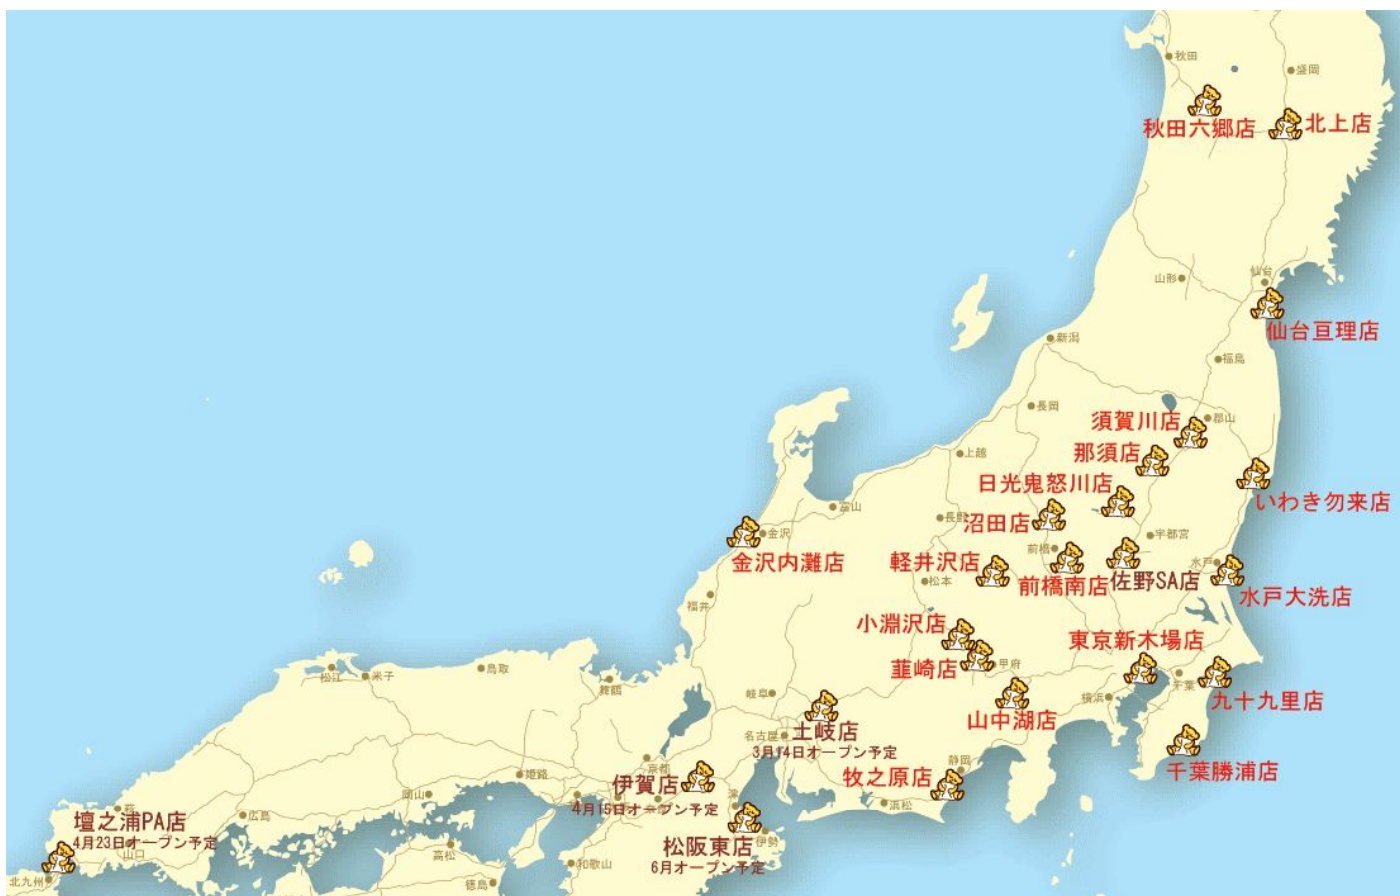 秋田
盛岡
秋田六郷店
北上店
山形
仙台
仙台亘理店
新潟
福島
長岡
須賀川店
郡山
那須店
上越
日光鬼怒川店
いわき勿来店
富山
長野
沼田店
金沢
宇都宮
金沢内灘店
軽井沢店
前橋
前橋南店
佐野SA店
水戸
水戸大洗店
松本
福井
小淵沢店
東京新木場店
韮崎店
甲府
松江
米子
鳥取
舞鶴
岐阜
千葉
九十九里店
横浜
山中湖店
土岐店
名古屋
3月14日オープン予定
千葉勝浦店
京都
静岡
牧之原店
伊賀店
姫路
岡山
4月15日オープン予定
津
浜松
萩
広島
壇之浦PA店
4月23日オープン予定
山口
松阪東店
伊勢
6月オープン予定
高松
和歌山
北九州
徳島